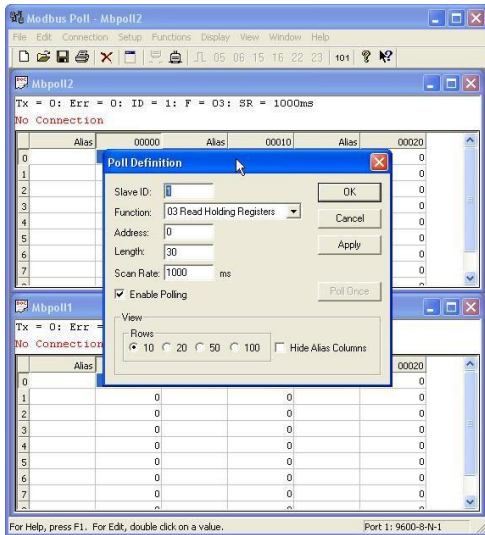 Modbus Poll - Mbpoll2
File Edit Connection Setup Functions Display View Window Help
05 06 15 16 22 23 101
Mbpoll2
Tx = 0: Err = 0: ID = 1: F = 03: SR = 1000ms
No Connection
Alias 00000 Alias 00010 Alias 00020
0 0
1 0
2 0
3 0
4 0
5 0
6 0
7 0
Poll Definition
Slave ID: 1 OK
Function: 03 Read Holding Registers Cancel
Address: 0
Length: 30 Apply
Scan Rate: 1000 ms
Enable Polling Poll Once
View
Rows
10 20 50 100 Hide Alias Columns
Mbpoll1
Tx = 0: Err =
No Connection
Alias 00020
0 0
1 0 0 0
2 0 0 0
3 0 0 0
4 0 0 0
5 0 0 0
6 0 0 0
7 0 0 0
For Help, press F1. For Edit, double click on a value. Port 1: 9600-8-N-1